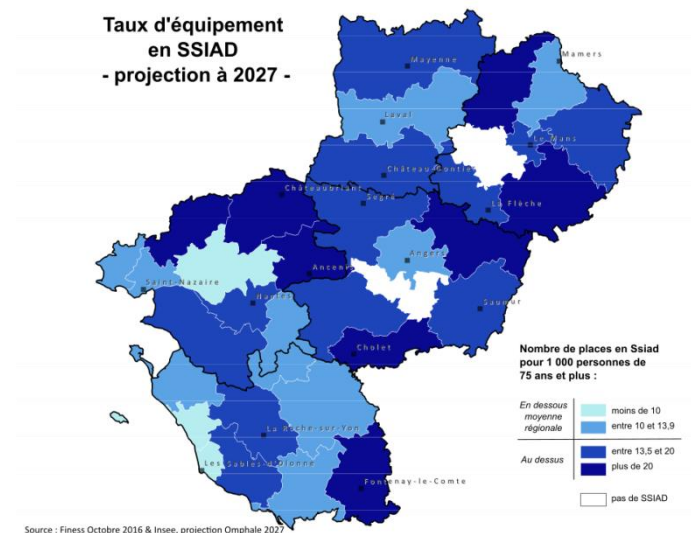 Taux d'équipement
en SSIAD
- projection à 2027 -
Mamers
Mayenne
Laval
Le Mans
Château-Gontier
Châteaubriant
Segré
La Flèche
Angers
Ancenis
Saint-Nazaire
Nantes
Saumur
Cholet
La Roche-sur-Yon
Les Sables-d'Olonne
Fontenay-le-Comte
Nombre de places en Ssiad
pour 1 000 personnes de
75 ans et plus :
En dessous
moyenne
régionale
moins de 10
entre 10 et 13,9
Au dessus
entre 13,5 et 20
plus de 20
pas de SSIAD
Source : Finess Octobre 2016 & Insee, projection Omphale 2027